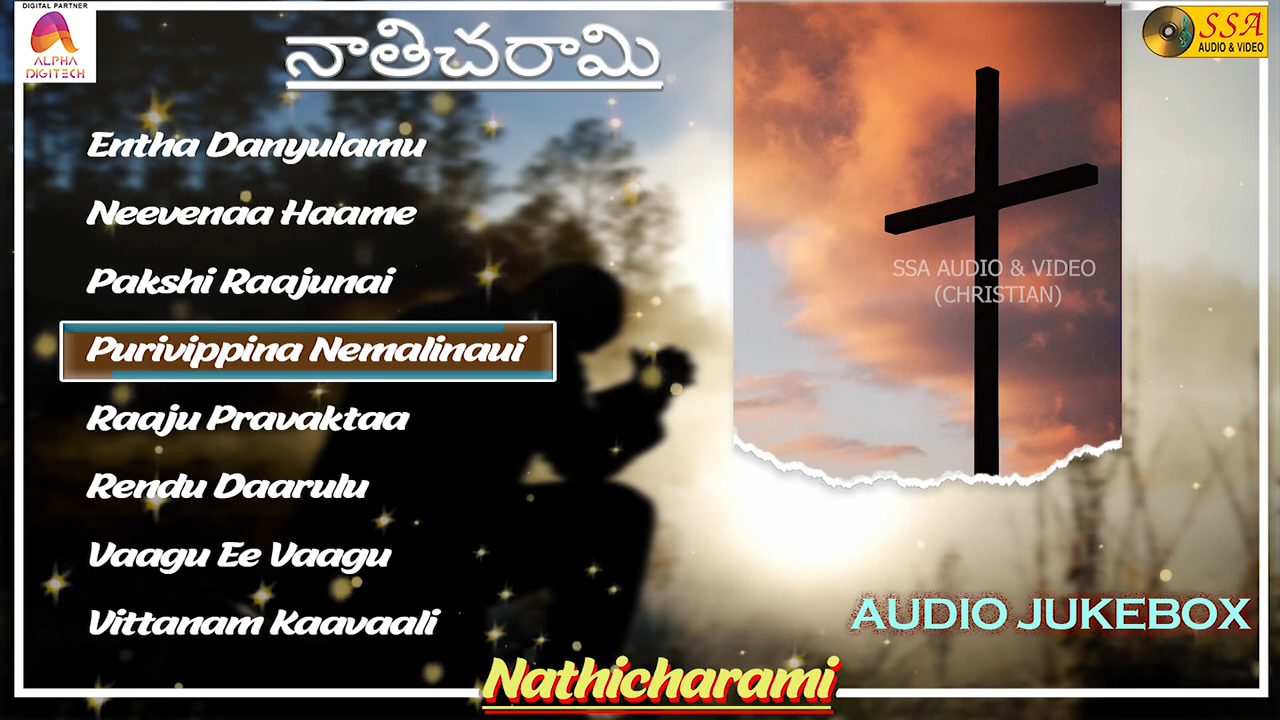 DIGITAL PARTNER
ALPHA
DIGITECH
నాతిచరామి
SSA
AUDIO & VIDEO
Entha Danyulamu
Neevenaa Haame
Pakshi Raajunai
Purivippina Nemalinaui
Raaju Pravaktaa
Rendu Daarulu
Vaagu Ee Vaagu
Vittanam Kaavaali
SSA AUDIO & VIDEO
(CHRISTIAN)
AUDIO JUKEBOX
Nathicharami